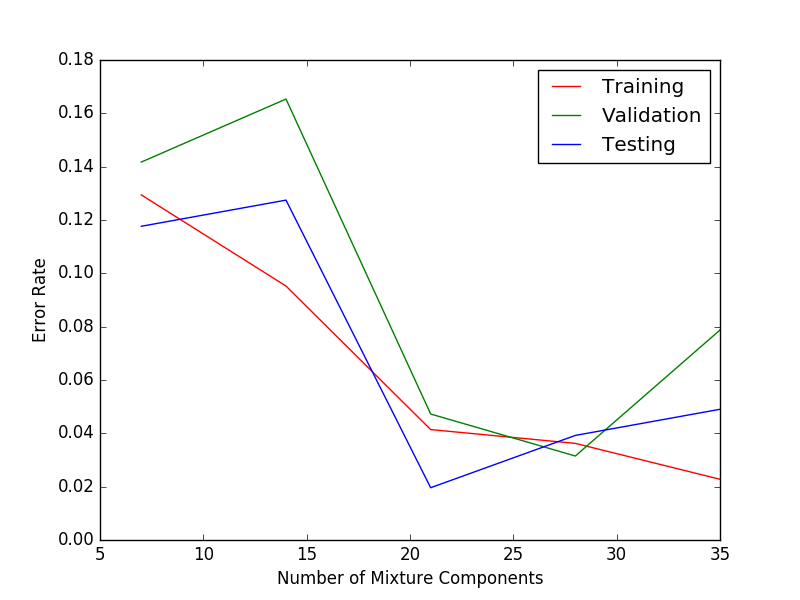 0.18
0.16
0.14
0.12
0.10
0.08
0.06
0.04
0.02
0.00
Error Rate
5 10 15 20 25 30 35
Number of Mixture Components
Training
Validation
Testing